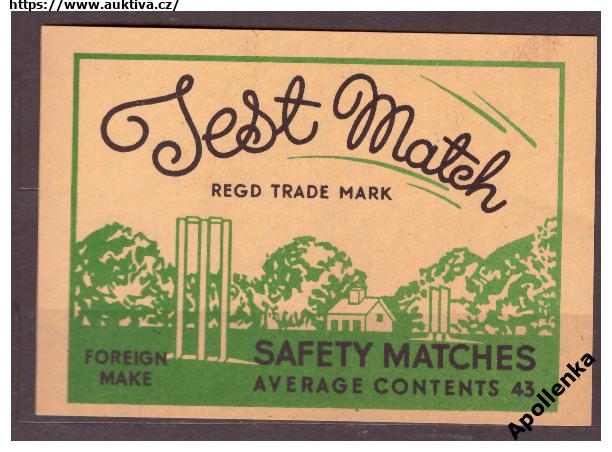 https://www.auktiva.cz/
Test Match
REGD TRADE MARK
FOREIGN
MAKE
SAFETY MATCHES
AVERAGE CONTENTS 43
Apollenka